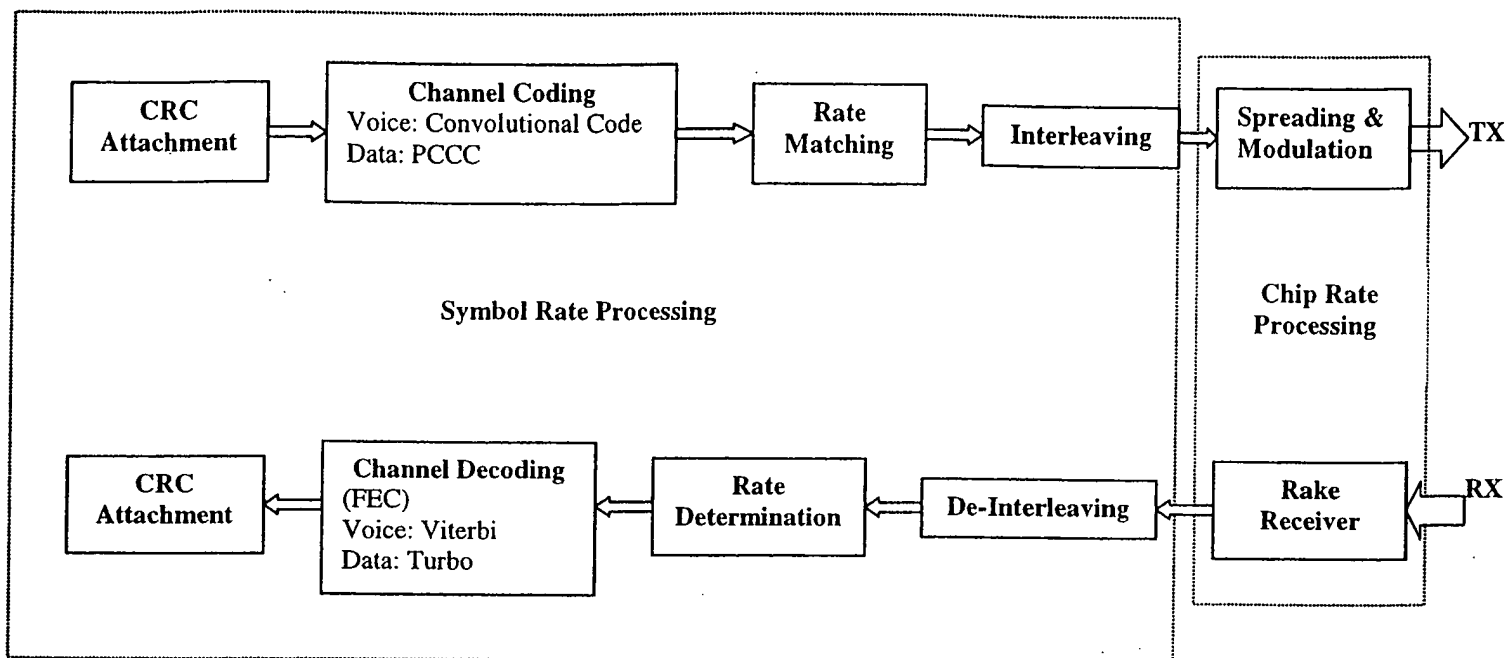 CRC
Attachment
Channel Coding
Voice: Convolutional Code
Data: PCCC
Rate
Matching
Interleaving
Spreading &
Modulation
TX
Symbol Rate Processing
Chip Rate
Processing
CRC
Attachment
Channel Decoding
(FEC)
Voice: Viterbi
Data: Turbo
Rate
Determination
De-Interleaving
Rake
Receiver
RX